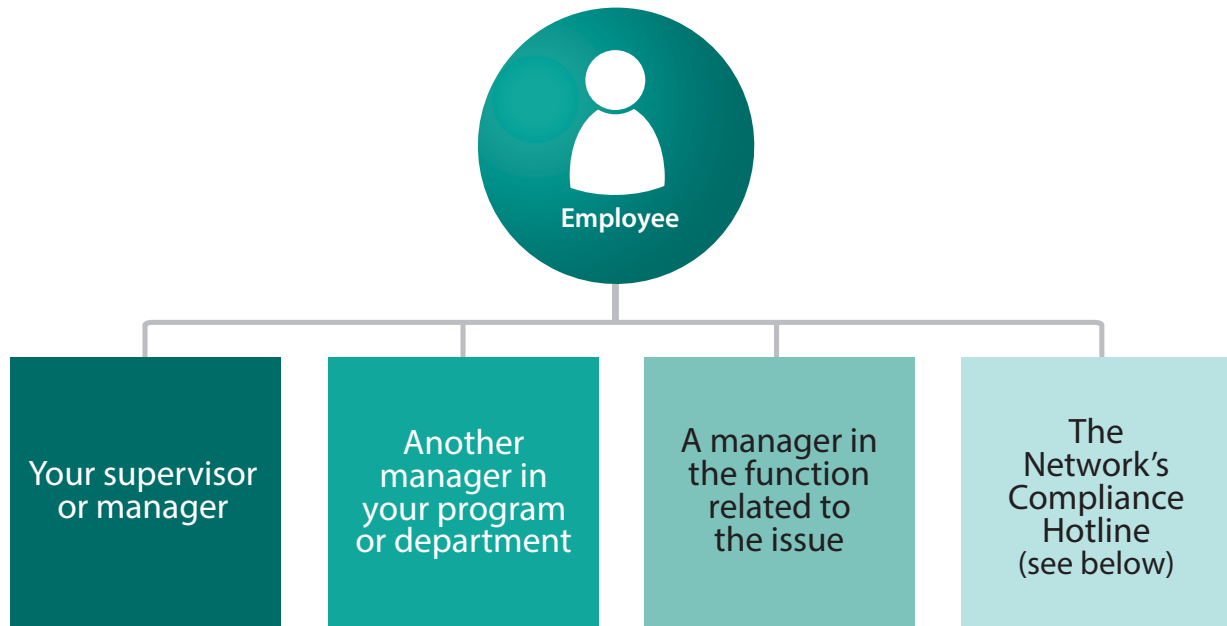 Employee
Your supervisor
or manager
Another
manager in
your program
or department
A manager in
the function
related to
the issue
The
Network’s
Compliance
Hotline
(see below)